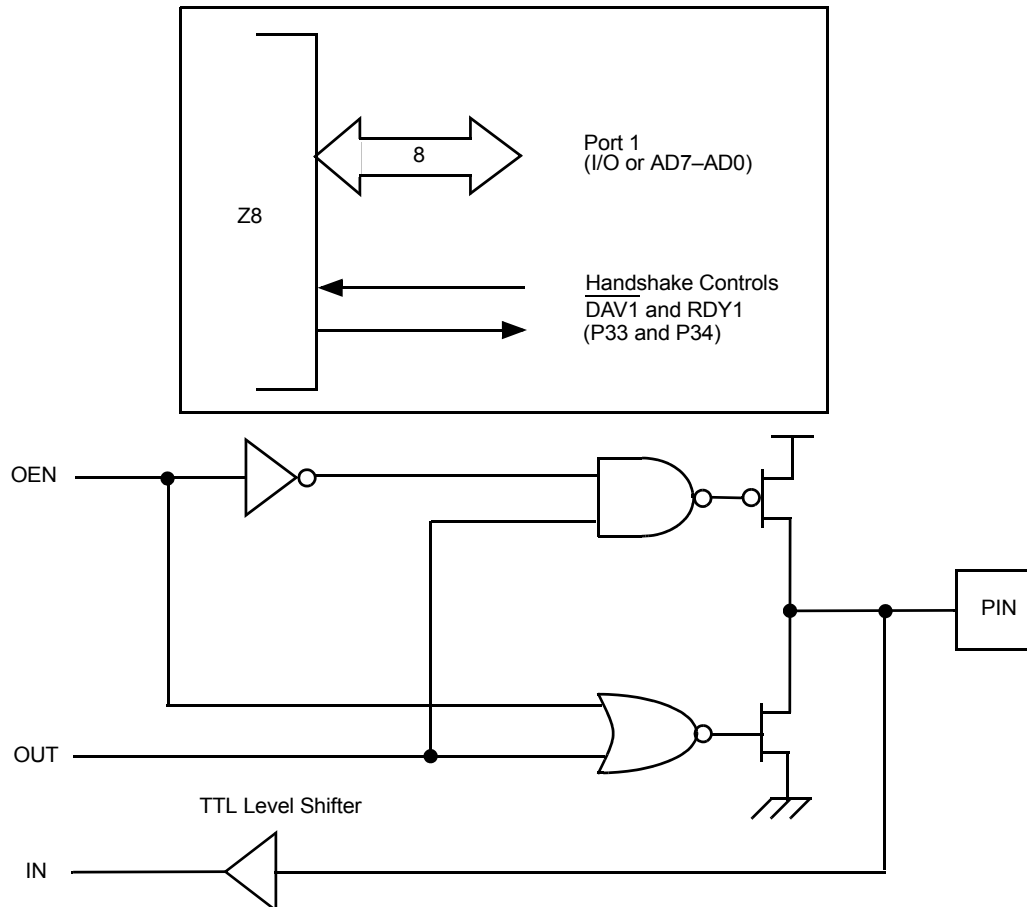 8
Port 1
(I/O or AD7–AD0)
Z8
Handshake Controls
DAV1 and RDY1
(P33 and P34)
OEN
PIN
OUT
TTL Level Shifter
IN